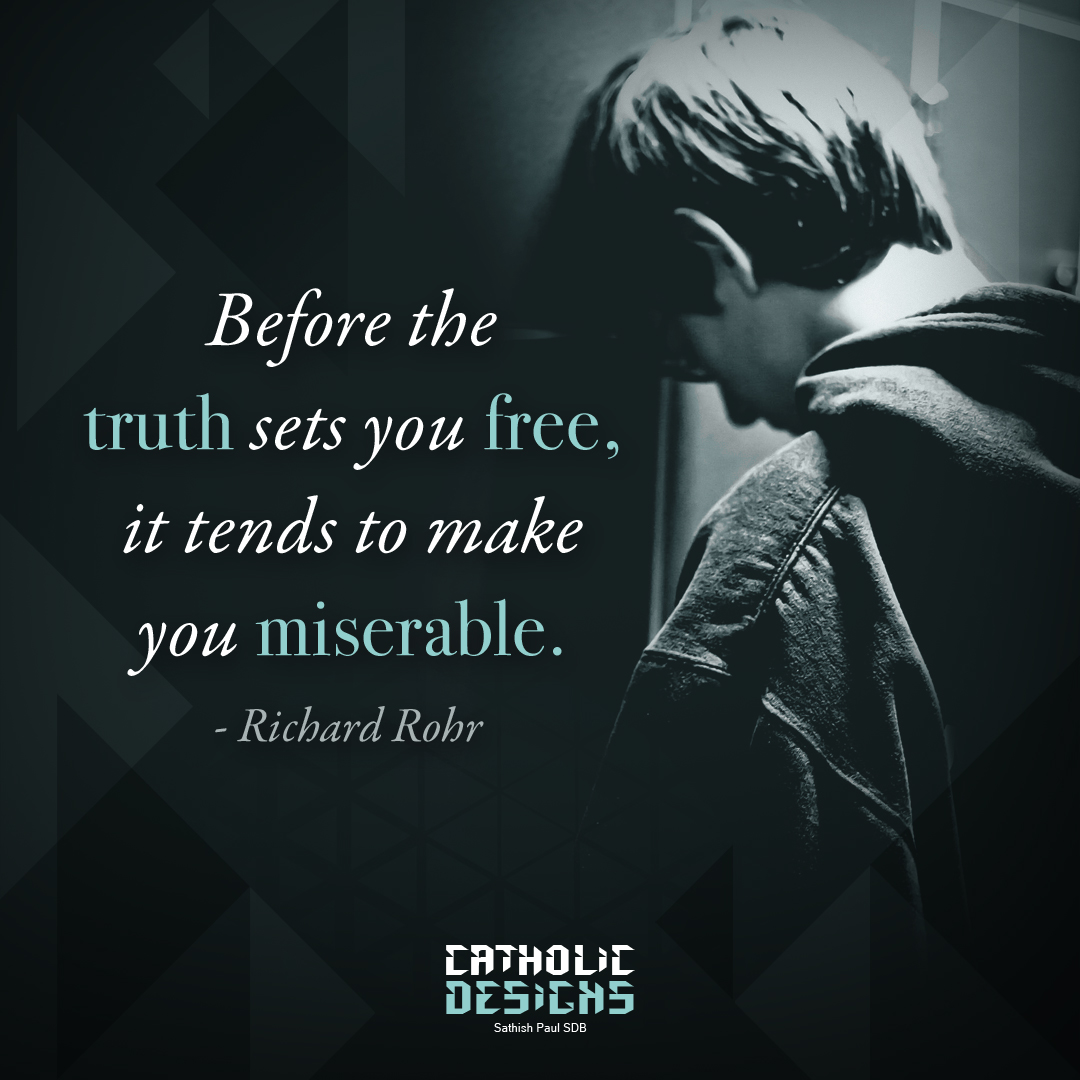 Before the
truth sets you free,
it tends to make
you miserable.
- Richard Rohr
CATHOLIC
DESIGNS
Sathish Paul SDB